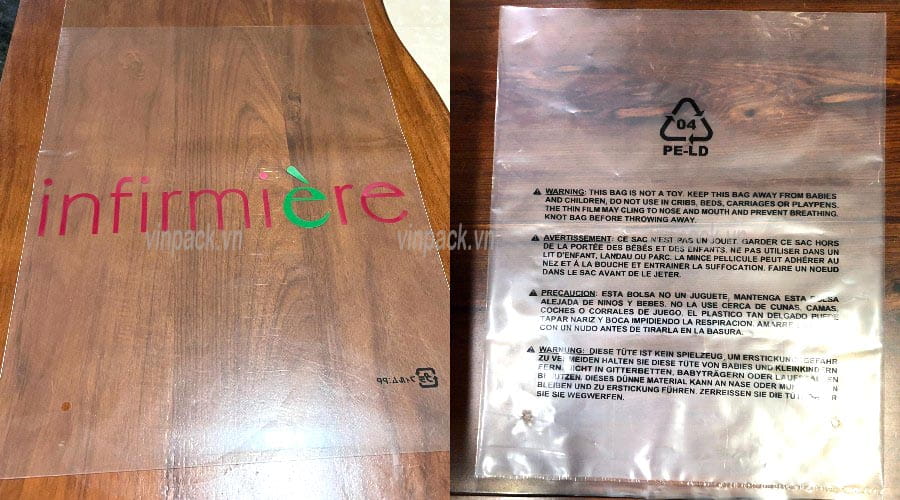 infirmière
vinpack.vn
フィルム:PP
プラ
vinpack.vn
04
PE-LD
WARNING: THIS BAG IS NOT A TOY. KEEP THIS BAG AWAY FROM BABIES
AND CHILDREN, DO NOT USE IN CRIBS, BEDS, CARRIAGES OR PLAYPENS.
THE THIN FILM MAY CLING TO NOSE AND MOUTH AND PREVENT BREATHING.
KNOT BAG BEFORE THROWING AWAY.
AVERTISSEMENT: CE SAC N'EST PAS UN JOUET. GARDER CE SAC HORS
DE LA PORTÉE DES BÉBÉS ET DES ENFANTS. NE PAS UTILISER DANS UN
LIT D'ENFANT, LANDAU OU PARC. LA MINCE PELLICULE PEUT ADHÉRER AU
NEZ ET À LA BOUCHE ET ENTRAINER LA SUFFOCATION. FAIRE UN NOEUD
DANS LE SAC AVANT DE LE JETER.
PRECAUCION: ESTA BOLSA NO UN JUGUETE, MANTENGA ESTA BOLSA
ALEJADA DE NINOS Y BEBES. NO LA USE CERCA DE CUNAS, CAMAS,
COCHES O CORRALES DE JUEGO. EL PLASTICO TAN DELGADO PUEDE
TAPAR NARIZ Y BOCA IMPIDIENDO LA RESPIRACION. AMARRE
CON UN NUDO ANTES DE TIRARLA EN LA BASURA.
WARNUNG: DIESE TÜTE IST KEIN SPIELZEUG, UM ERSTICKUNGSGEFAHR
ZU VERMEIDEN HALTEN SIE DIESE TÜTE VON BABIES UND KLEINKINDERN
FERN. NICHT IN GITTERBETTEN, BABYTRÄGERN ODER LAUFSTÄLLEN
BENUTZEN. DIESES DÜNNE MATERIAL KANN AN NASE ODER
BLEIBEN UND ZU ERSTICKUNG FÜHREN. ZERREISSEN SIE DIE
SIE SIE WEGWERFEN.